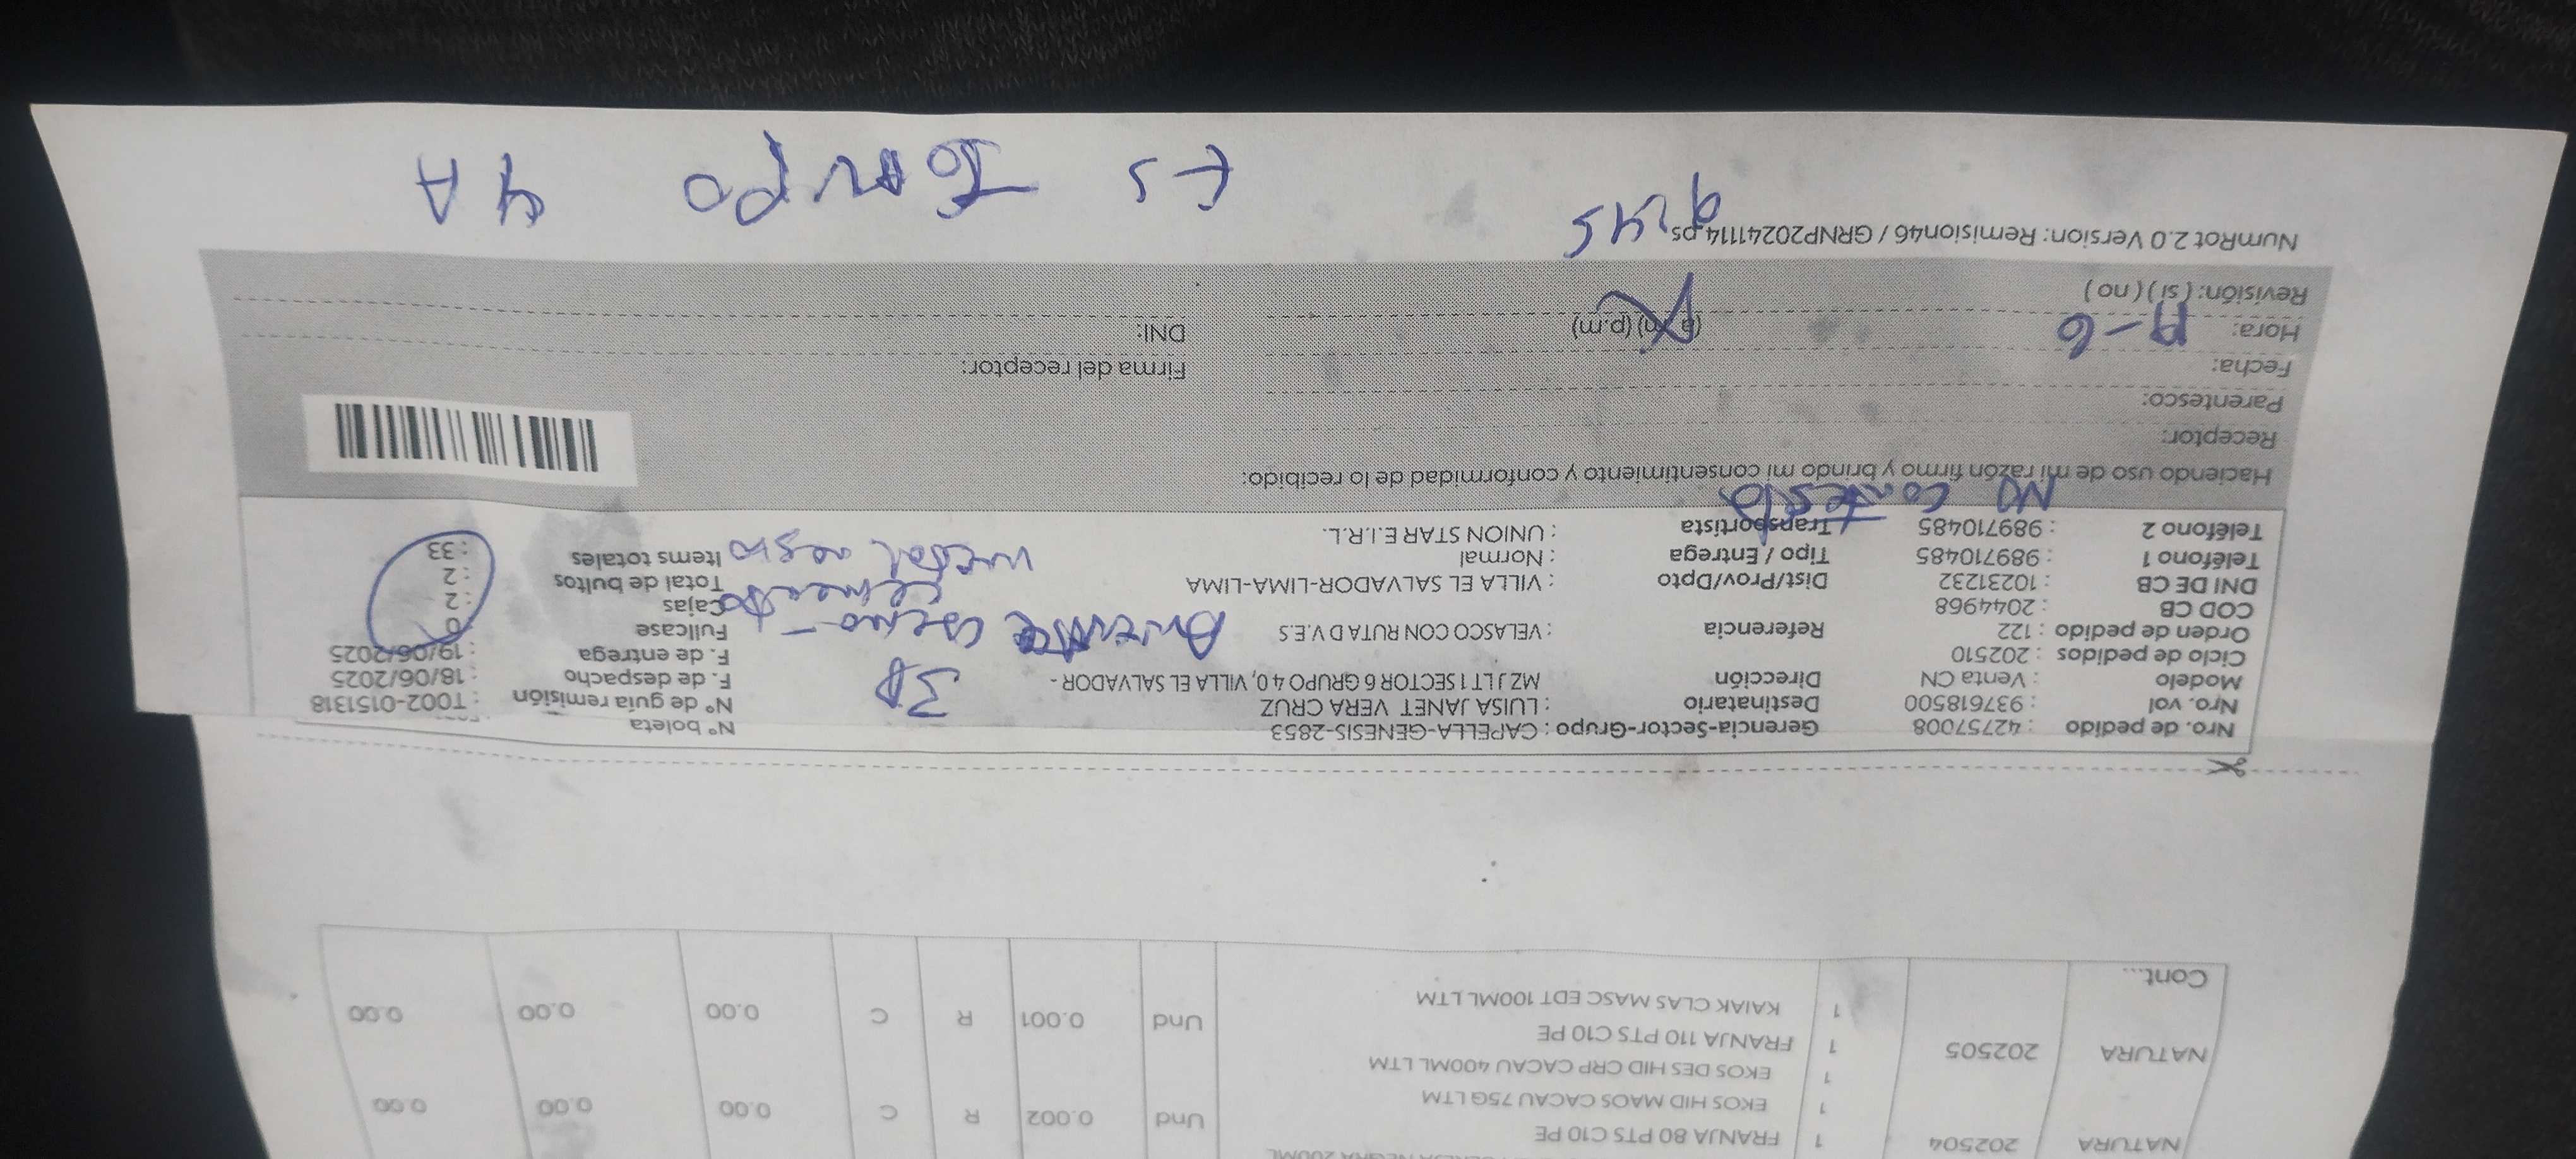 NATURA 202504 1 FRANJA 80 PTS C10 PE Und 0.002 R C 0.00 0.00 0.00
1 EKOS HID MAOS CACAU 75G LTM
1 EKOS DES HID CRP CACAU 400ML LTM
NATURA 202505 1 FRANJA 110 PTS C10 PE Und 0.001 R C 0.00 0.00 0.00
1 KAIAK CLAS MASC EDT 100ML LTM
Cont...
Nro. de pedido : 42757008
Nro. vol : 937618500
Modelo : Venta CN
Ciclo de pedidos : 202510
Orden de pedido : 122
COD CB : 2044968
DNI DE CB : 10231232
Teléfono 1 : 989710485
Teléfono 2 : 989710485
Gerencia-Sector-Grupo : CAPELLA-GENESIS-2853
Destinatario : LUISA JANET VERA CRUZ
Dirección MZ J LT 1 SECTOR 6 GRUPO 4 0, VILLA EL SALVADOR -
Referencia : VELASCO CON RUTA D V.E.S
Dist/Prov/Dpto : VILLA EL SALVADOR-LIMA-LIMA
Tipo / Entrega : Normal
Transportista : UNION STAR E.I.R.L.
N° boleta
N° de guía remisión : T002-0151318
F. de despacho : 18/06/2025
F. de entrega : 19/06/2025
Fullcase 0
Cajas : 2
Total de bultos : 2
Items totales : 33
3P
cemento
metal negro
NO contesto
Haciendo uso de mi razón firmo y brindo mi consentimiento y conformidad de lo recibido:
Receptor:
Parentesco:
Fecha:
Hora: (a.m) (p.m)
Revisión: ( si ) ( no )
Firma del receptor:
DNI:
NumRot 2.0 Version: Remision46 / GRNP20241114.ps
9:45
4 A